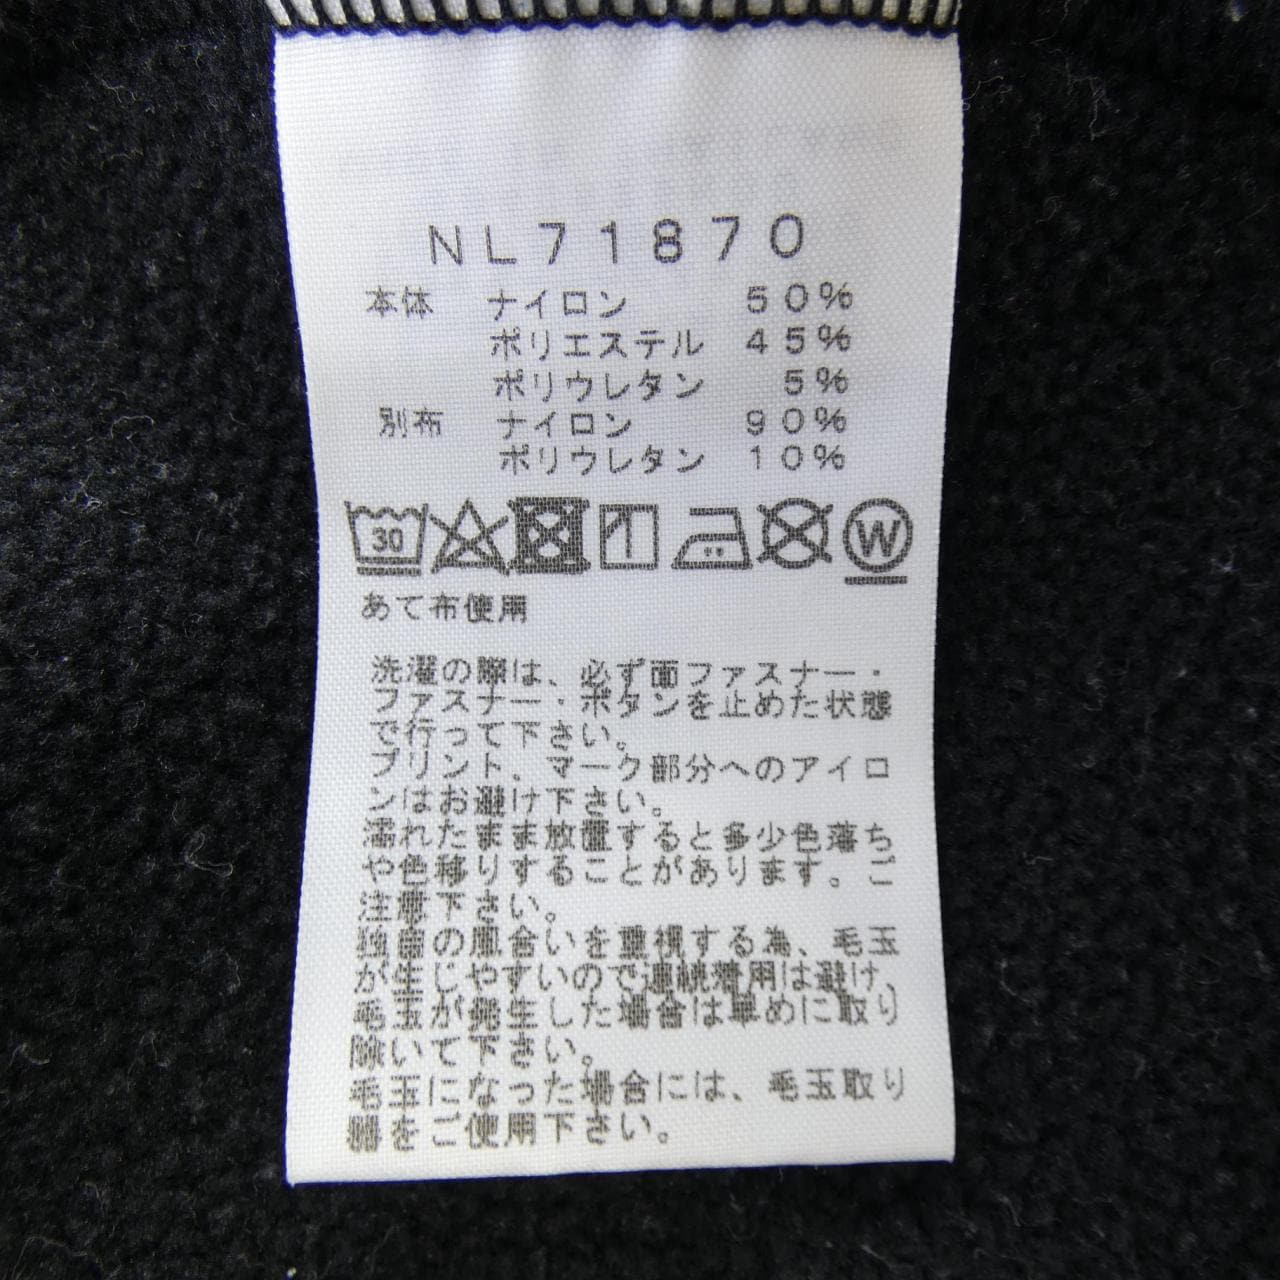 NL71870
本体 ナイロン 50%
ポリエステル 45%
ポリウレタン 5%
別布 ナイロン 90%
ポリウレタン 10%
30 W
あて布使用
洗濯の際は、必ず面ファスナー・
ファスナー・ボタンを止めた状態
で行って下さい。
プリント、マーク部分へのアイロ
ンはお避け下さい。
濡れたまま放置すると多少色落ち
や色移りすることがあります。ご
注意下さい。
独自の風合いを重視する為、毛玉
が生じやすいので連続着用は避け、
毛玉が発生した場合は早めに取り
除いて下さい。
毛玉になった場合には、毛玉取り
器をご使用下さい。